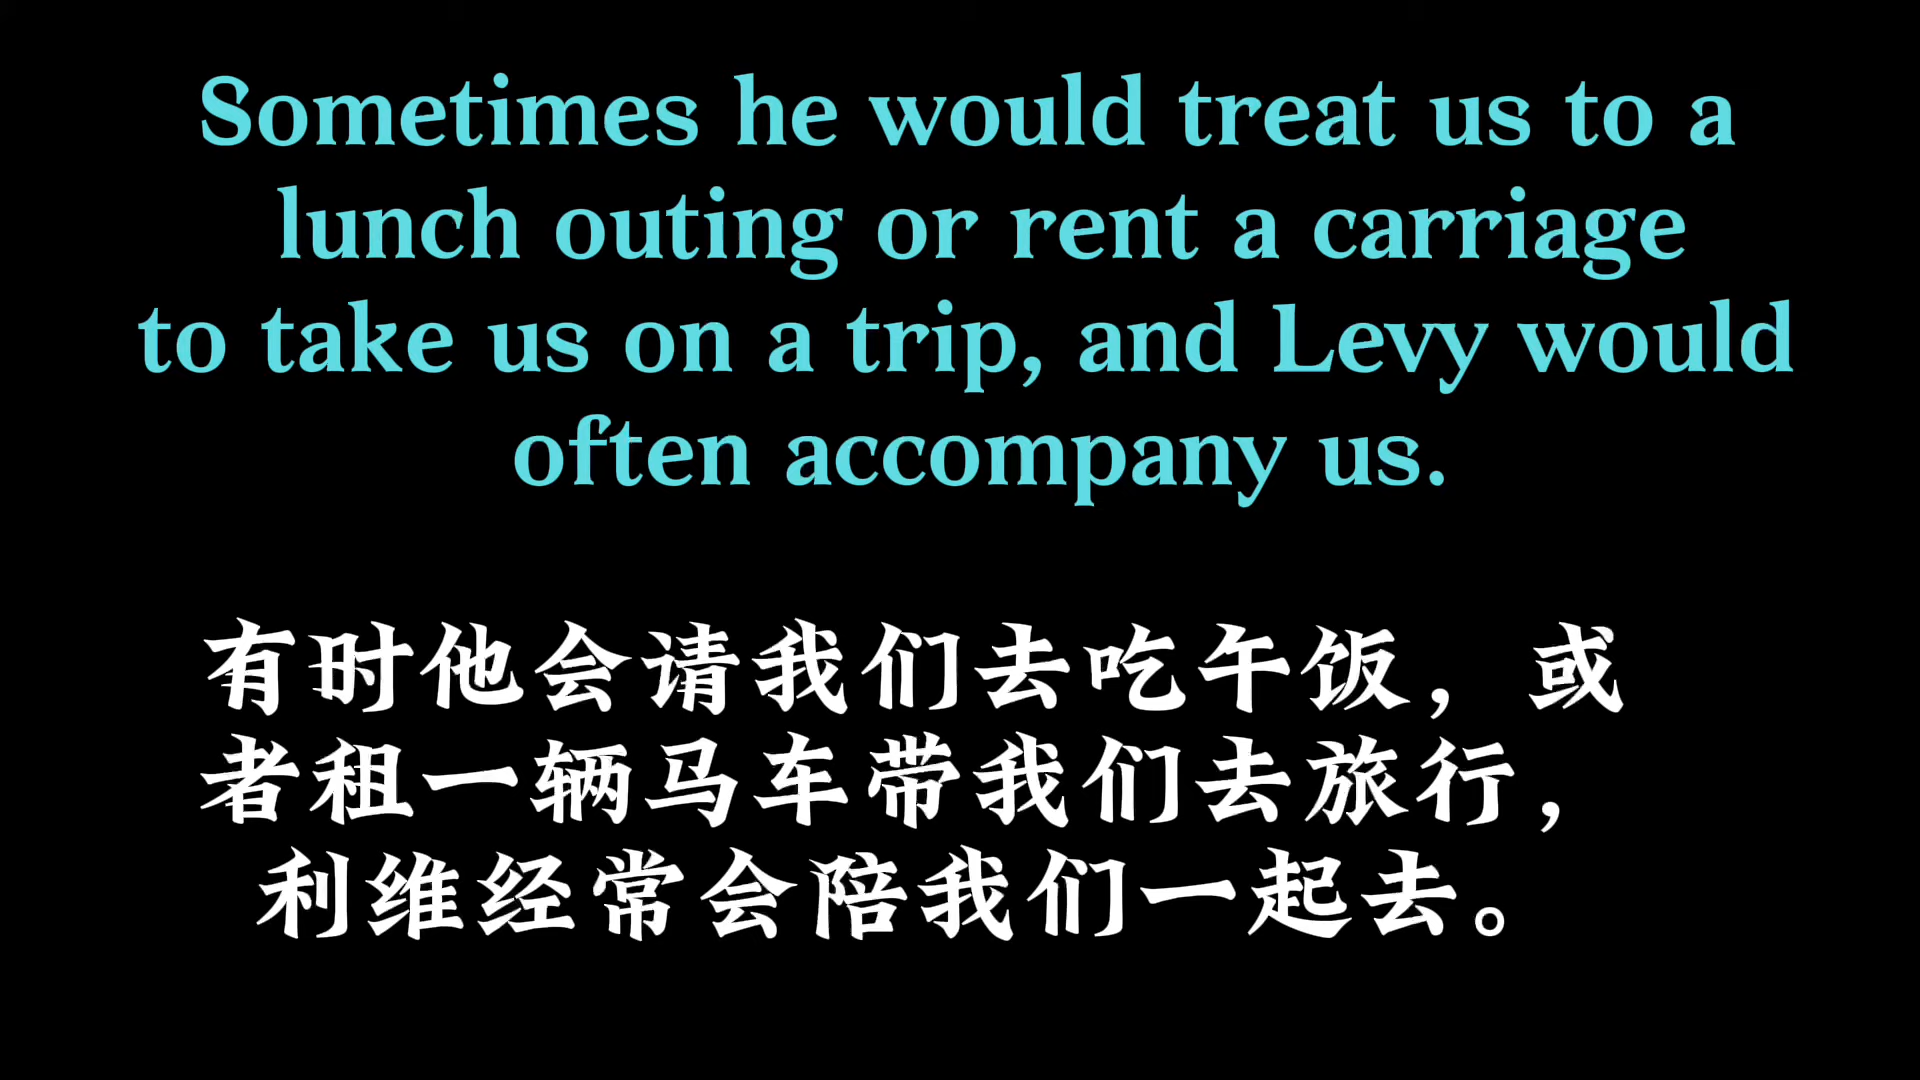 Sometimes he would treat us to a
lunch outing or rent a carriage
to take us on a trip, and Levy would
often accompany us.
有时他会请我们去吃午饭，或
者租一辆马车带我们去旅行，
利维经常会陪我们一起去。